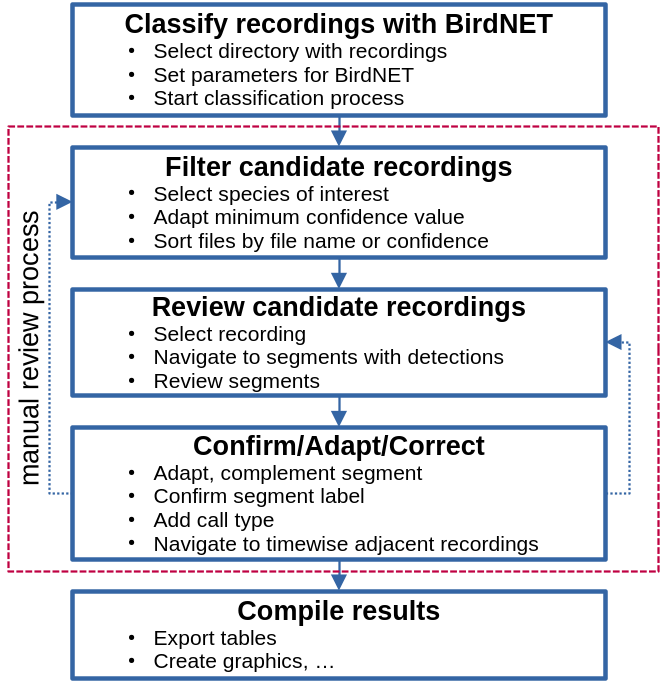 Classify recordings with BirdNET
• Select directory with recordings
• Set parameters for BirdNET
• Start classification process
manual review process
Filter candidate recordings
• Select species of interest
• Adapt minimum confidence value
• Sort files by file name or confidence
Review candidate recordings
• Select recording
• Navigate to segments with detections
• Review segments
Confirm/Adapt/Correct
• Adapt, complement segment
• Confirm segment label
• Add call type
• Navigate to timewise adjacent recordings
Compile results
• Export tables
• Create graphics, …